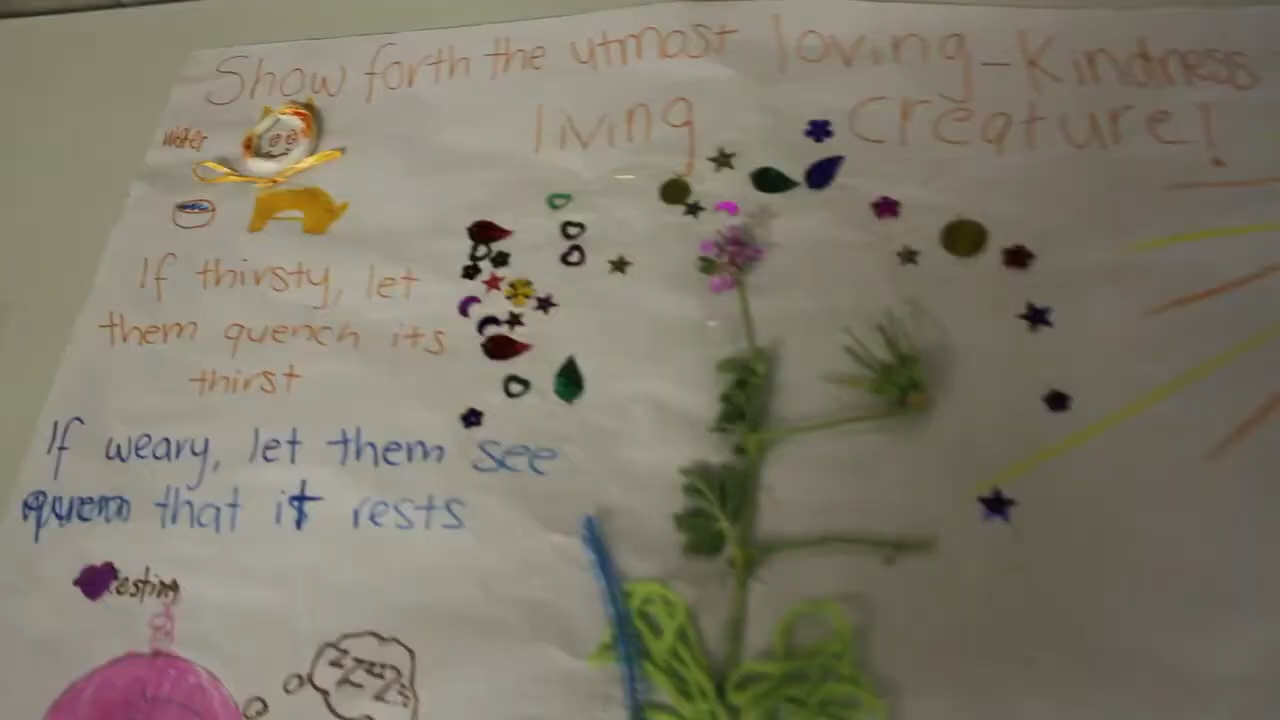 Show forth the utmost loving-Kindness
living creature!
water
If thirsty, let
them quench its
thirst
If weary, let them see
that it rests
resting
ZZZZ